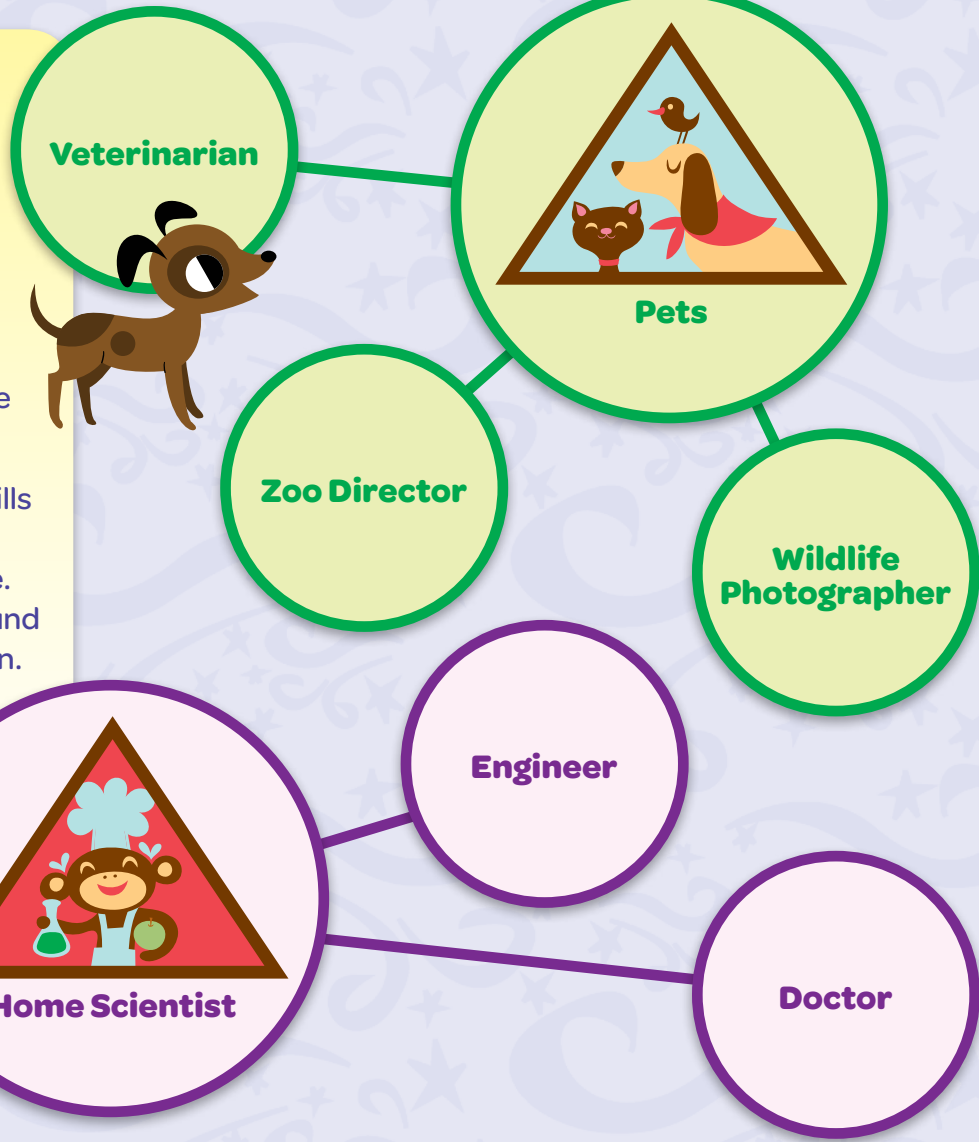 Veterinarian
Pets
Zoo Director
Wildlife
Photographer
Engineer
Home Scientist
Doctor